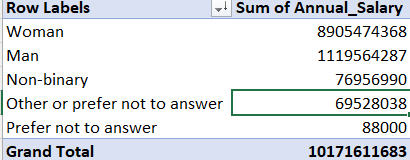 Row Labels Sum of Annual_Salary
Woman 8905474368
Man 1119564287
Non-binary 76956990
Other or prefer not to answer 69528038
Prefer not to answer 88000
Grand Total 10171611683